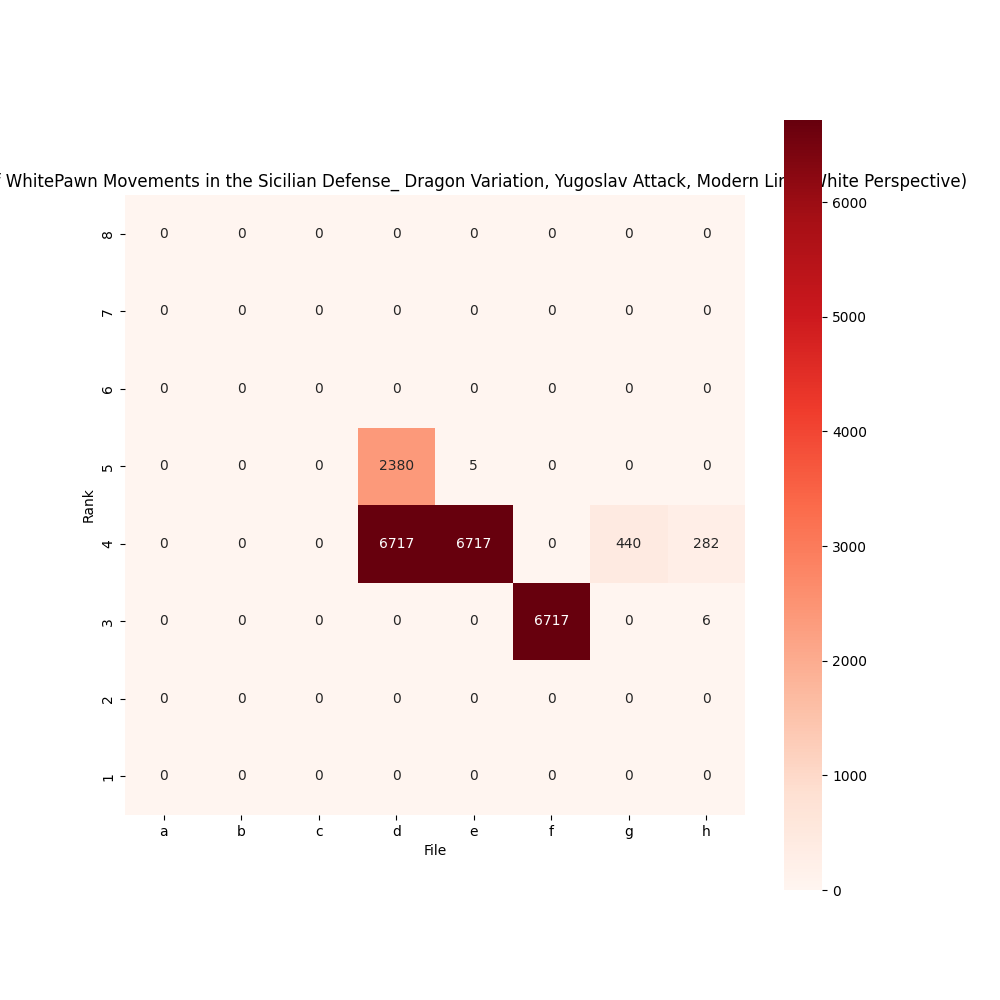 WhitePawn Movements in the Sicilian Defense_ Dragon Variation, Yugoslav Attack, Modern Perspective)
6000
8 0 0 0 0 0 0 0 0
7 0 0 0 0 0 0 0 0
5000
6 0 0 0 0 0 0 0 0
4000
5 0 0 0 2380 5 0 0 0
Rank
4 0 0 0 6717 6717 0 440 282
3000
3 0 0 0 0 0 6717 0 6
2000
2 0 0 0 0 0 0 0 0
1 0 0 0 0 0 0 0 0
1000
a b c d e f g h
File
0